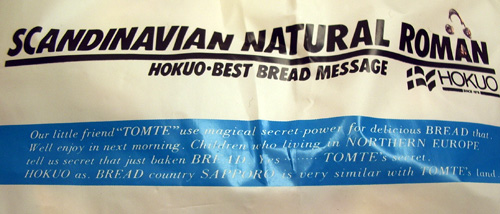 SCANDINAVIAN NATURAL ROMAN
HOKUO·BEST BREAD MESSAGE
HOKUO
Our little friend "TOMTE" use magical secret power for delicious BREAD that.
Well enjoy in next morning. Children who living in NORTHERN EUROPE
tell us secret that just baken BREAD. Yes ······· TOMTE's secret.
HOKUO as. BREAD country SAPPORO is very similar with TOMTE's land.